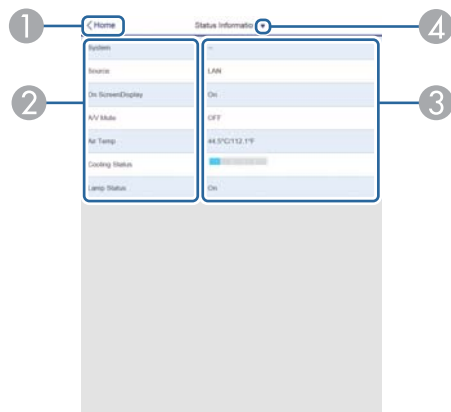 1
Home
Status Informatio
4
2
3
System
--
Source
LAN
On ScreenDisplay
On
A/V Mute
OFF
Air Temp
44.5°C/112.1°F
Cooling Status
Lamp Status
On